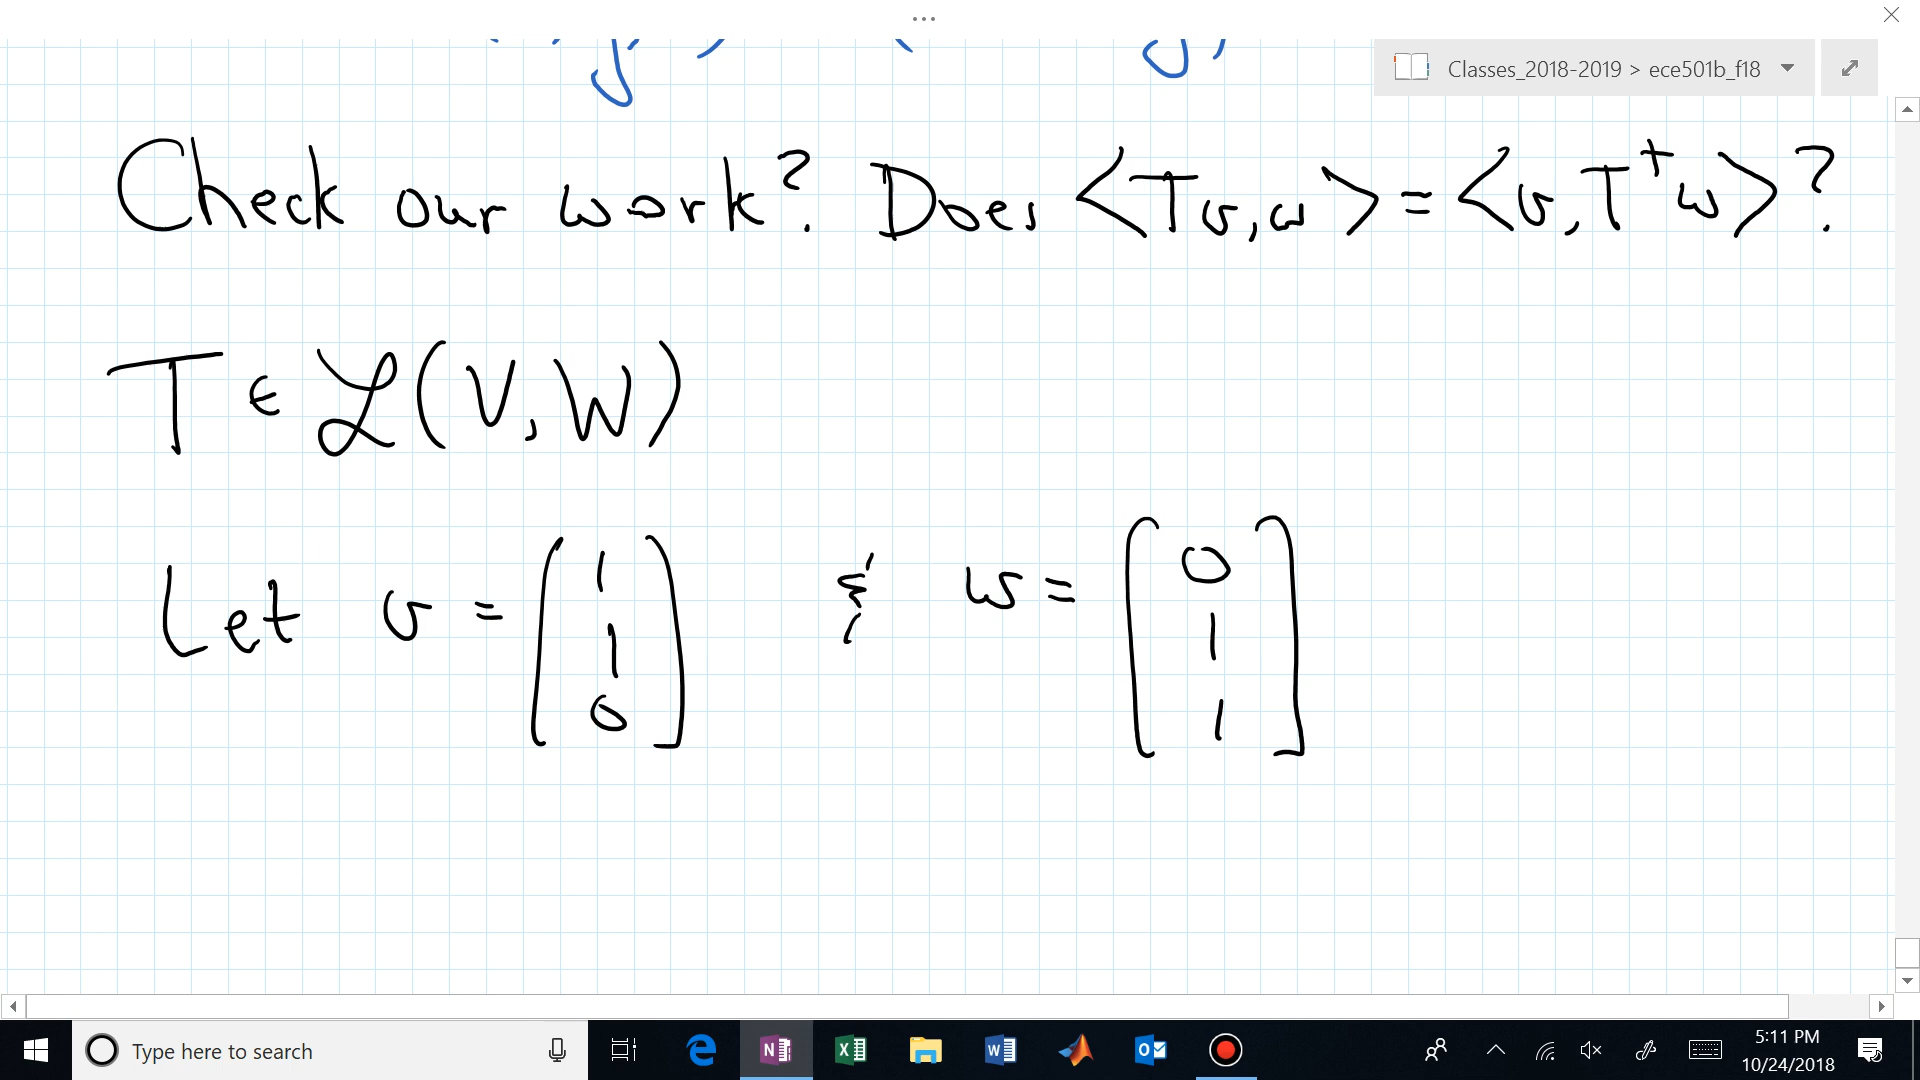 Classes_2018-2019 > ece501b_f18
Check our work? Does <Tv,w> = <v,T⁺w>?
T ∈ ℒ(V,W)
Let v = [1 1 0] & w = [0 1 1]
Type here to search
5:11 PM
10/24/2018